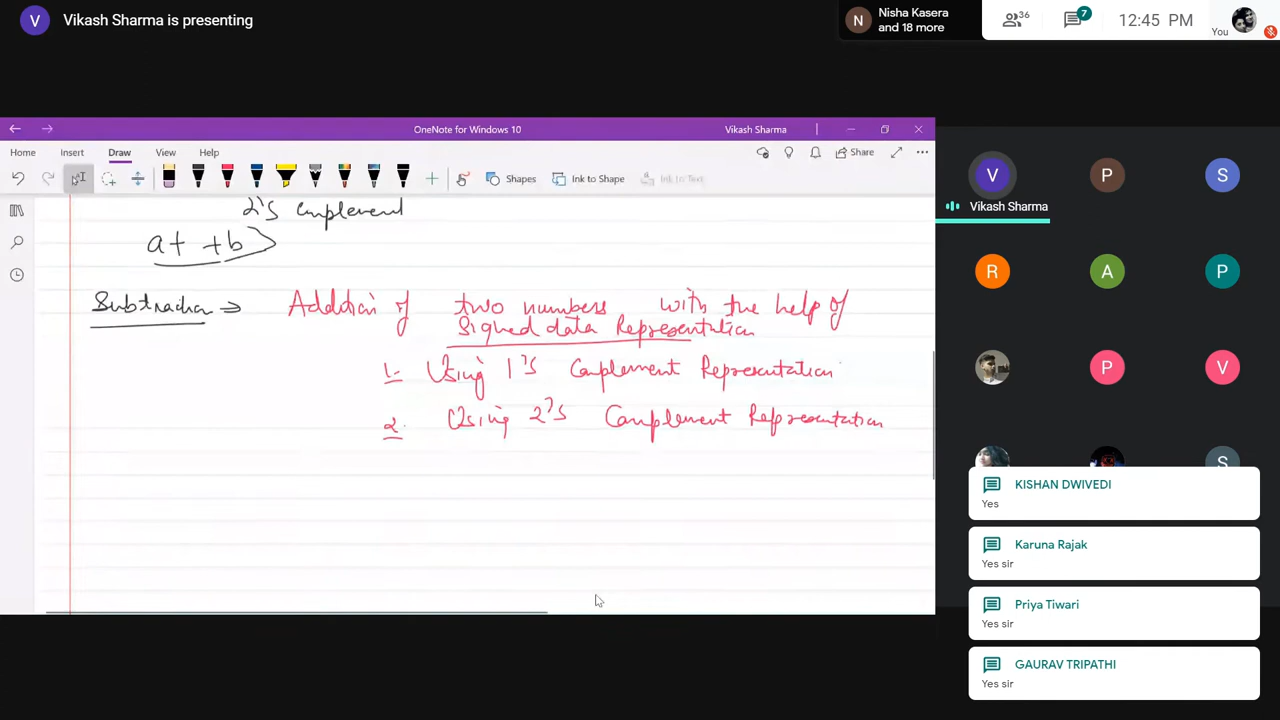 V Vikash Sharma is presenting
N Nisha Kasera
and 18 more
36
7
12:45 PM
You
OneNote for Windows 10
Vikash Sharma
Home Insert Draw View Help
Share
Shapes
Ink to Shape
Ink to Text
2's Complement
a+ +b
Subtraction ⇒ Addition of two numbers with the help of
Signed data Representation
1. Using 1's Complement Representation
2. Using 2's Complement Representation
V P S
Vikash Sharma
R A P
P V
S
KISHAN DWIVEDI
Yes
Karuna Rajak
Yes sir
Priya Tiwari
Yes sir
GAURAV TRIPATHI
Yes sir